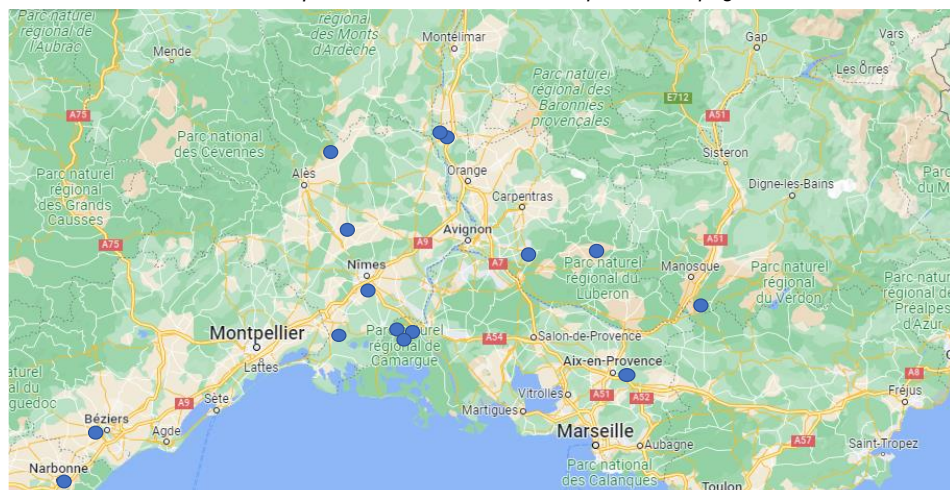 régional de
l'Aubrac
Mende
naturel
régional
des Monts
d'Ardèche
Montélimar
Gap
Vars
Les Orres
Parc naturel
régional des
Baronnies
provençales
E712
A75
A51
Parc national
des Cévennes
Sisteron
Alès
Orange
Parc naturel
régional
des Grands
Causses
Carpentras
Digne-les-Bains
Parc
du M
A75
Avignon
A9
A51
A7
Nîmes
Parc naturel
régional du
Luberon
Manosque
Parc naturel
régional
du Verdon
Parc nat
régional de
Préalpes
d'Azur
Montpellier
Lattes
Parc naturel
régional de
Camargue
A54
Salon-de-Provence
Aix-en-Provence
A8
Fréjus
Sète
A9
Vitrolles
A51
A52
Martigues
Béziers
Agde
Marseille
Aubagne
A57
Saint-Tropez
Narbonne
Parc national
des Calanques
Toulon